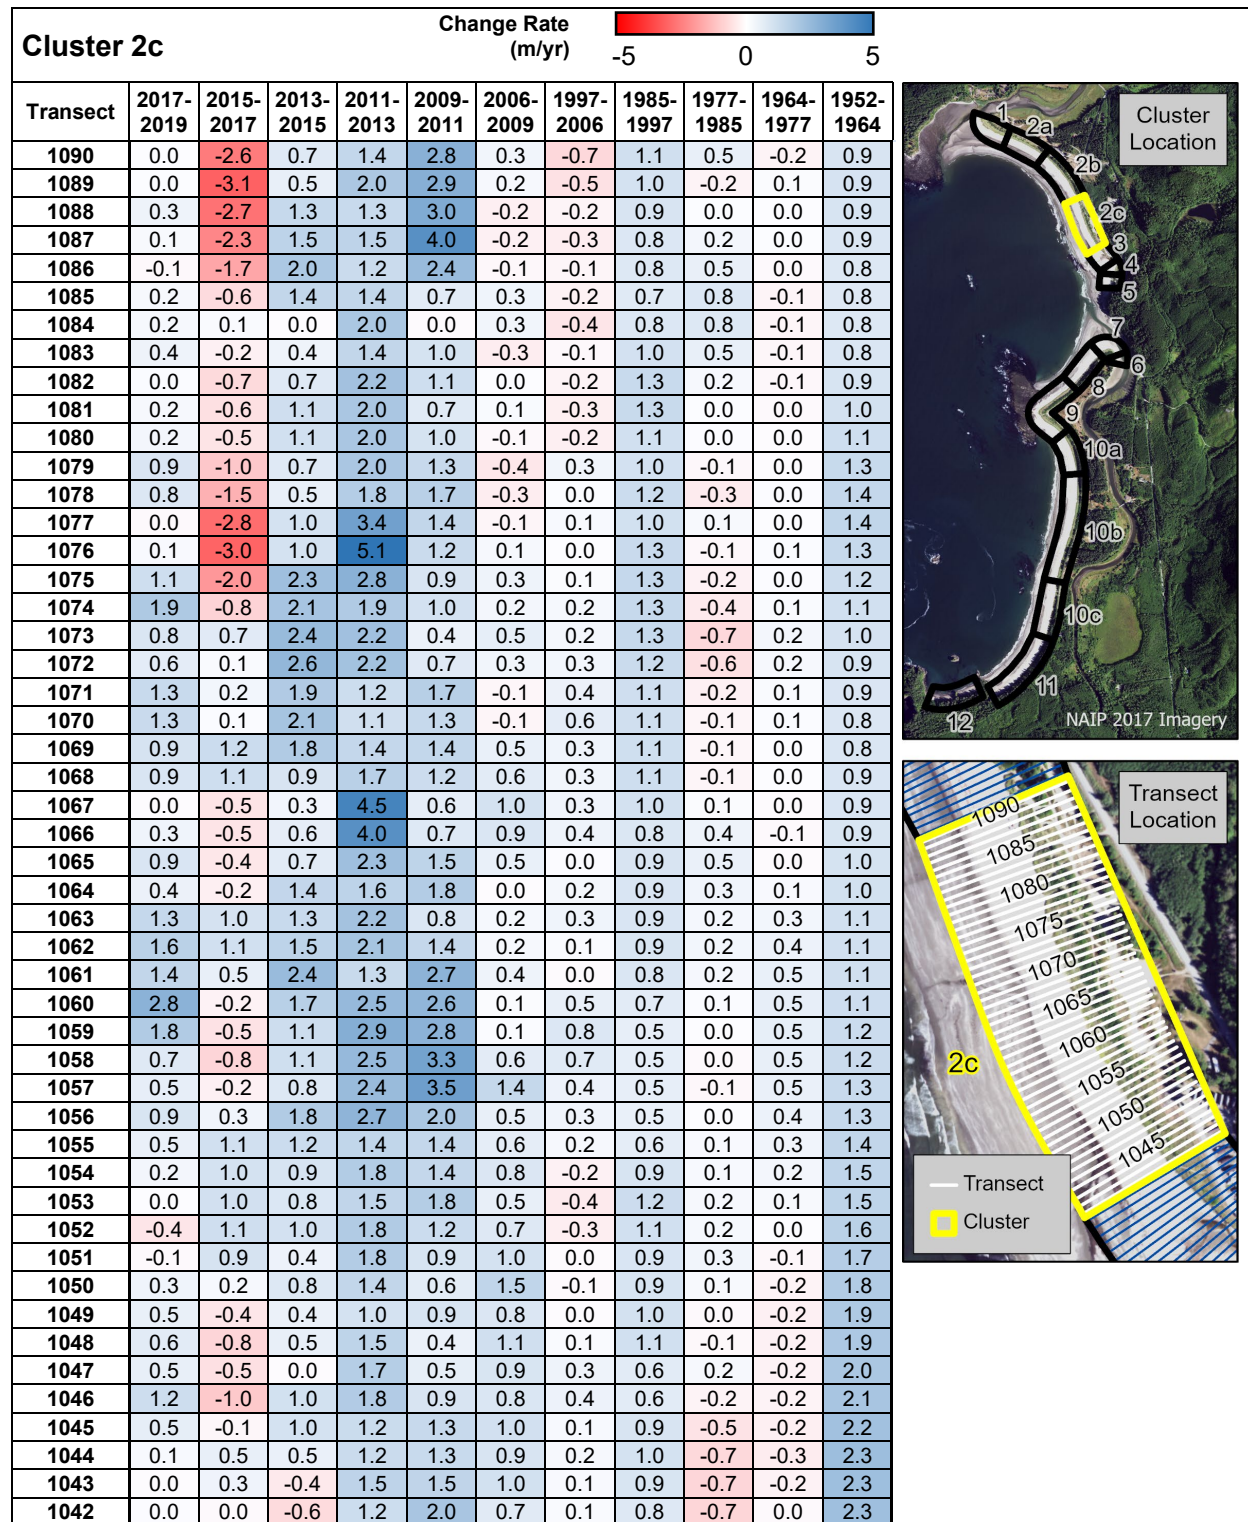 Cluster 2c
Change Rate
(m/yr)
-5 0 5
Transect 2017-2019 2015-2017 2013-2015 2011-2013 2009-2011 2006-2009 1997-2006 1985-1997 1977-1985 1964-1977 1952-1964
1090 0.0 -2.6 0.7 1.4 2.8 0.3 -0.7 1.1 0.5 -0.2 0.9
1089 0.0 -3.1 0.5 2.0 2.9 0.2 -0.5 1.0 -0.2 0.1 0.9
1088 0.3 -2.7 1.3 1.3 3.0 -0.2 -0.2 0.9 0.0 0.0 0.9
1087 0.1 -2.3 1.5 1.5 4.0 -0.2 -0.3 0.8 0.2 0.0 0.9
1086 -0.1 -1.7 2.0 1.2 2.4 -0.1 -0.1 0.8 0.5 0.0 0.8
1085 0.2 -0.6 1.4 1.4 0.7 0.3 -0.2 0.7 0.8 -0.1 0.8
1084 0.2 0.1 0.0 2.0 0.0 0.3 -0.4 0.8 0.8 -0.1 0.8
1083 0.4 -0.2 0.4 1.4 1.0 -0.3 -0.1 1.0 0.5 -0.1 0.8
1082 0.0 -0.7 0.7 2.2 1.1 0.0 -0.2 1.3 0.2 -0.1 0.9
1081 0.2 -0.6 1.1 2.0 0.7 0.1 -0.3 1.3 0.0 0.0 1.0
1080 0.2 -0.5 1.1 2.0 1.0 -0.1 -0.2 1.1 0.0 0.0 1.1
1079 0.9 -1.0 0.7 2.0 1.3 -0.4 0.3 1.0 -0.1 0.0 1.3
1078 0.8 -1.5 0.5 1.8 1.7 -0.3 0.0 1.2 -0.3 0.0 1.4
1077 0.0 -2.8 1.0 3.4 1.4 -0.1 0.1 1.0 0.1 0.0 1.4
1076 0.1 -3.0 1.0 5.1 1.2 0.1 0.0 1.3 -0.1 0.1 1.3
1075 1.1 -2.0 2.3 2.8 0.9 0.3 0.1 1.3 -0.2 0.0 1.2
1074 1.9 -0.8 2.1 1.9 1.0 0.2 0.2 1.3 -0.4 0.1 1.1
1073 0.8 0.7 2.4 2.2 0.4 0.5 0.2 1.3 -0.7 0.2 1.0
1072 0.6 0.1 2.6 2.2 0.7 0.3 0.3 1.2 -0.6 0.2 0.9
1071 1.3 0.2 1.9 1.2 1.7 -0.1 0.4 1.1 -0.2 0.1 0.9
1070 1.3 0.1 2.1 1.1 1.3 -0.1 0.6 1.1 -0.1 0.1 0.8
1069 0.9 1.2 1.8 1.4 1.4 0.5 0.3 1.1 -0.1 0.0 0.8
1068 0.9 1.1 0.9 1.7 1.2 0.6 0.3 1.1 -0.1 0.0 0.9
1067 0.0 -0.5 0.3 4.5 0.6 1.0 0.3 1.0 0.1 0.0 0.9
1066 0.3 -0.5 0.6 4.0 0.7 0.9 0.4 0.8 0.4 -0.1 0.9
1065 0.9 -0.4 0.7 2.3 1.5 0.5 0.0 0.9 0.5 0.0 1.0
1064 0.4 -0.2 1.4 1.6 1.8 0.0 0.2 0.9 0.3 0.1 1.0
1063 1.3 1.0 1.3 2.2 0.8 0.2 0.3 0.9 0.2 0.3 1.1
1062 1.6 1.1 1.5 2.1 1.4 0.2 0.1 0.9 0.2 0.4 1.1
1061 1.4 0.5 2.4 1.3 2.7 0.4 0.0 0.8 0.2 0.5 1.1
1060 2.8 -0.2 1.7 2.5 2.6 0.1 0.5 0.7 0.1 0.5 1.1
1059 1.8 -0.5 1.1 2.9 2.8 0.1 0.8 0.5 0.0 0.5 1.2
1058 0.7 -0.8 1.1 2.5 3.3 0.6 0.7 0.5 0.0 0.5 1.2
1057 0.5 -0.2 0.8 2.4 3.5 1.4 0.4 0.5 -0.1 0.5 1.3
1056 0.9 0.3 1.8 2.7 2.0 0.5 0.3 0.5 0.0 0.4 1.3
1055 0.5 1.1 1.2 1.4 1.4 0.6 0.2 0.6 0.1 0.3 1.4
1054 0.2 1.0 0.9 1.8 1.4 0.8 -0.2 0.9 0.1 0.2 1.5
1053 0.0 1.0 0.8 1.5 1.8 0.5 -0.4 1.2 0.2 0.1 1.5
1052 -0.4 1.1 1.0 1.8 1.2 0.7 -0.3 1.1 0.2 0.0 1.6
1051 -0.1 0.9 0.4 1.8 0.9 1.0 0.0 0.9 0.3 -0.1 1.7
1050 0.3 0.2 0.8 1.4 0.6 1.5 -0.1 0.9 0.1 -0.2 1.8
1049 0.5 -0.4 0.4 1.0 0.9 0.8 0.0 1.0 0.0 -0.2 1.9
1048 0.6 -0.8 0.5 1.5 0.4 1.1 0.1 1.1 -0.1 -0.2 1.9
1047 0.5 -0.5 0.0 1.7 0.5 0.9 0.3 0.6 0.2 -0.2 2.0
1046 1.2 -1.0 1.0 1.8 0.9 0.8 0.4 0.6 -0.2 -0.2 2.1
1045 0.5 -0.1 1.0 1.2 1.3 1.0 0.1 0.9 -0.5 -0.2 2.2
1044 0.1 0.5 0.5 1.2 1.3 0.9 0.2 1.0 -0.7 -0.3 2.3
1043 0.0 0.3 -0.4 1.5 1.5 1.0 0.1 0.9 -0.7 -0.2 2.3
1042 0.0 0.0 -0.6 1.2 2.0 0.7 0.1 0.8 -0.7 0.0 2.3
Cluster
Location
1
2a
2b
2c
3
4
5
7
6
8
9
10a
10b
10c
11
12
NAIP 2017 Imagery
Transect
Location
1090
1085
1080
1075
1070
1065
1060
1055
1050
1045
2c
Transect
Cluster